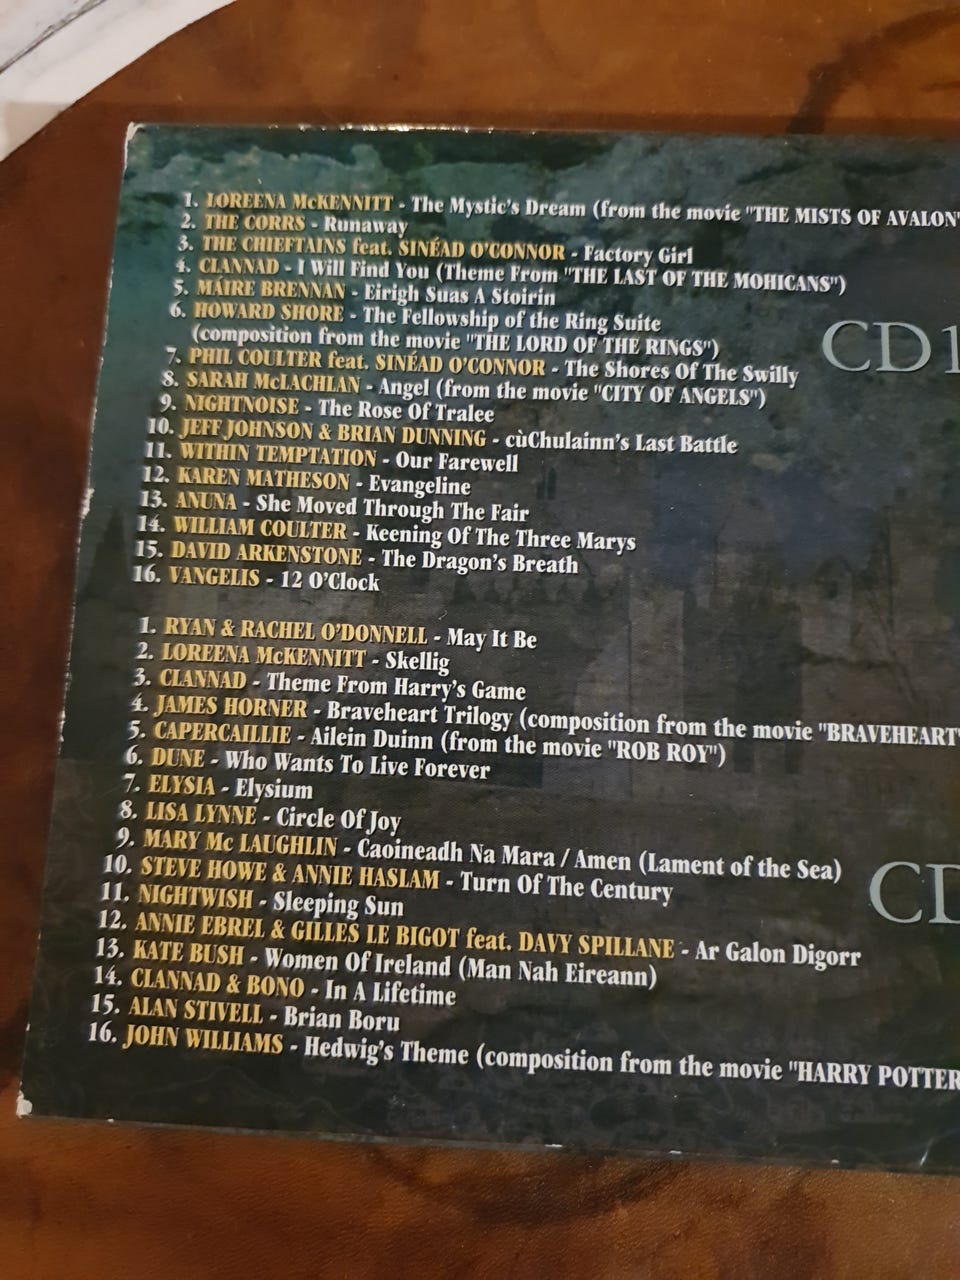 1. LOREENA McKENNITT - The Mystic's Dream (from the movie "THE MISTS OF AVALON"
2. THE CORRS - Runaway
3. THE CHIEFTAINS feat. SINÉAD O'CONNOR - Factory Girl
4. CLANNAD - I Will Find You (Theme From "THE LAST OF THE MOHICANS")
5. MÁIRE BRENNAN - Eirigh Suas A Stoirin
6. HOWARD SHORE - The Fellowship of the Ring Suite
(composition from the movie "THE LORD OF THE RINGS")
7. PHIL COULTER feat. SINÉAD O'CONNOR - The Shores Of The Swilly
8. SARAH McLACHLAN - Angel (from the movie "CITY OF ANGELS")
9. NIGHTNOISE - The Rose Of Tralee
10. JEFF JOHNSON & BRIAN DUNNING - cùChulainn's Last Battle
11. WITHIN TEMPTATION - Our Farewell
12. KAREN MATHESON - Evangeline
13. ANUNA - She Moved Through The Fair
14. WILLIAM COULTER - Keening Of The Three Marys
15. DAVID ARKENSTONE - The Dragon's Breath
16. VANGELIS - 12 O'Clock
CD1
1. RYAN & RACHEL O'DONNELL - May It Be
2. LOREENA McKENNITT - Skellig
3. CLANNAD - Theme From Harry's Game
4. JAMES HORNER - Braveheart Trilogy (composition from the movie "BRAVEHEART"
5. CAPERCAILLIE - Ailein Duinn (from the movie "ROB ROY")
6. DUNE - Who Wants To Live Forever
7. ELYSIA - Elysium
8. LISA LYNNE - Circle Of Joy
9. MARY Mc LAUGHLIN - Caoineadh Na Mara / Amen (Lament of the Sea)
10. STEVE HOWE & ANNIE HASLAM - Turn Of The Century
11. NIGHTWISH - Sleeping Sun
12. ANNIE EBREL & GILLES LE BIGOT feat. DAVY SPILLANE - Ar Galon Digorr
13. KATE BUSH - Women Of Ireland (Man Nah Eireann)
14. CLANNAD & BONO - In A Lifetime
15. ALAN STIVELL - Brian Boru
16. JOHN WILLIAMS - Hedwig's Theme (composition from the movie "HARRY POTTER
CD